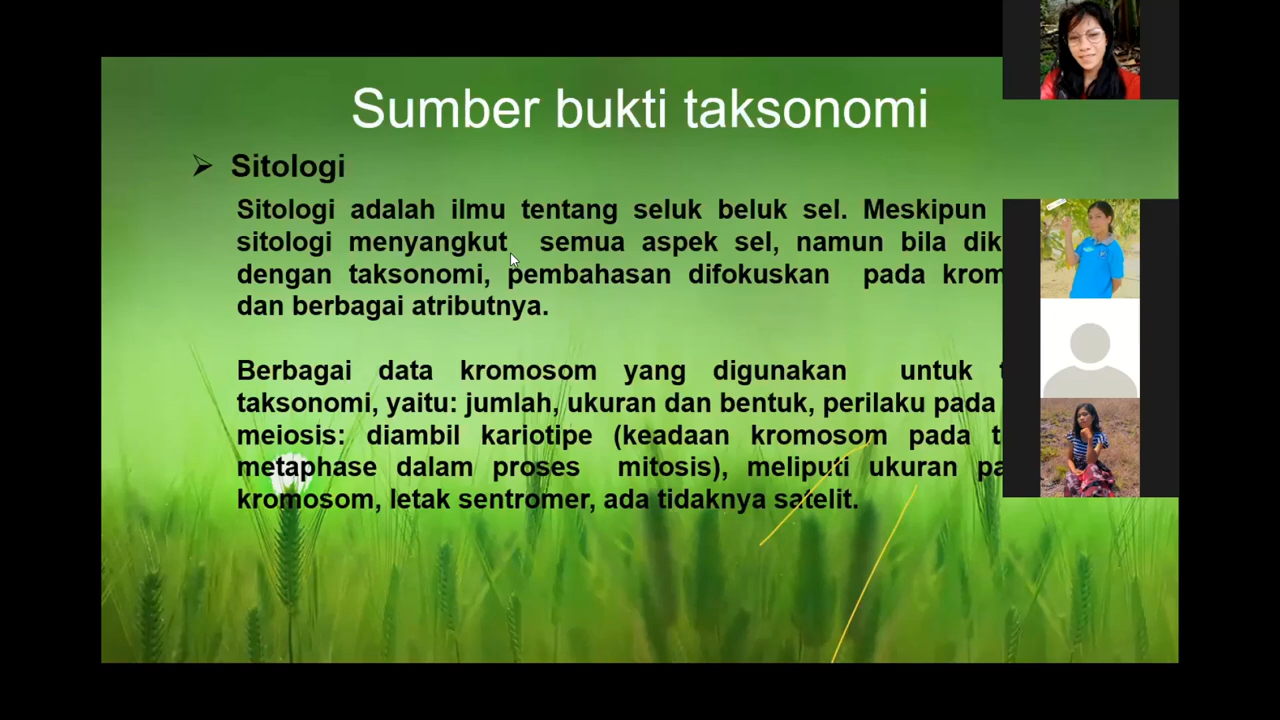 Sumber bukti taksonomi
➢ Sitologi
Sitologi adalah ilmu tentang seluk beluk sel. Meskipun
sitologi menyangkut semua aspek sel, namun bila
dengan taksonomi, pembahasan difokuskan pada
dan berbagai atributnya.
Berbagai data kromosom yang digunakan untuk
taksonomi, yaitu: jumlah, ukuran dan bentuk, perilaku pada
meiosis: diambil kariotipe (keadaan kromosom pada
metaphase dalam proses mitosis), meliputi ukuran
kromosom, letak sentromer, ada tidaknya satelit.